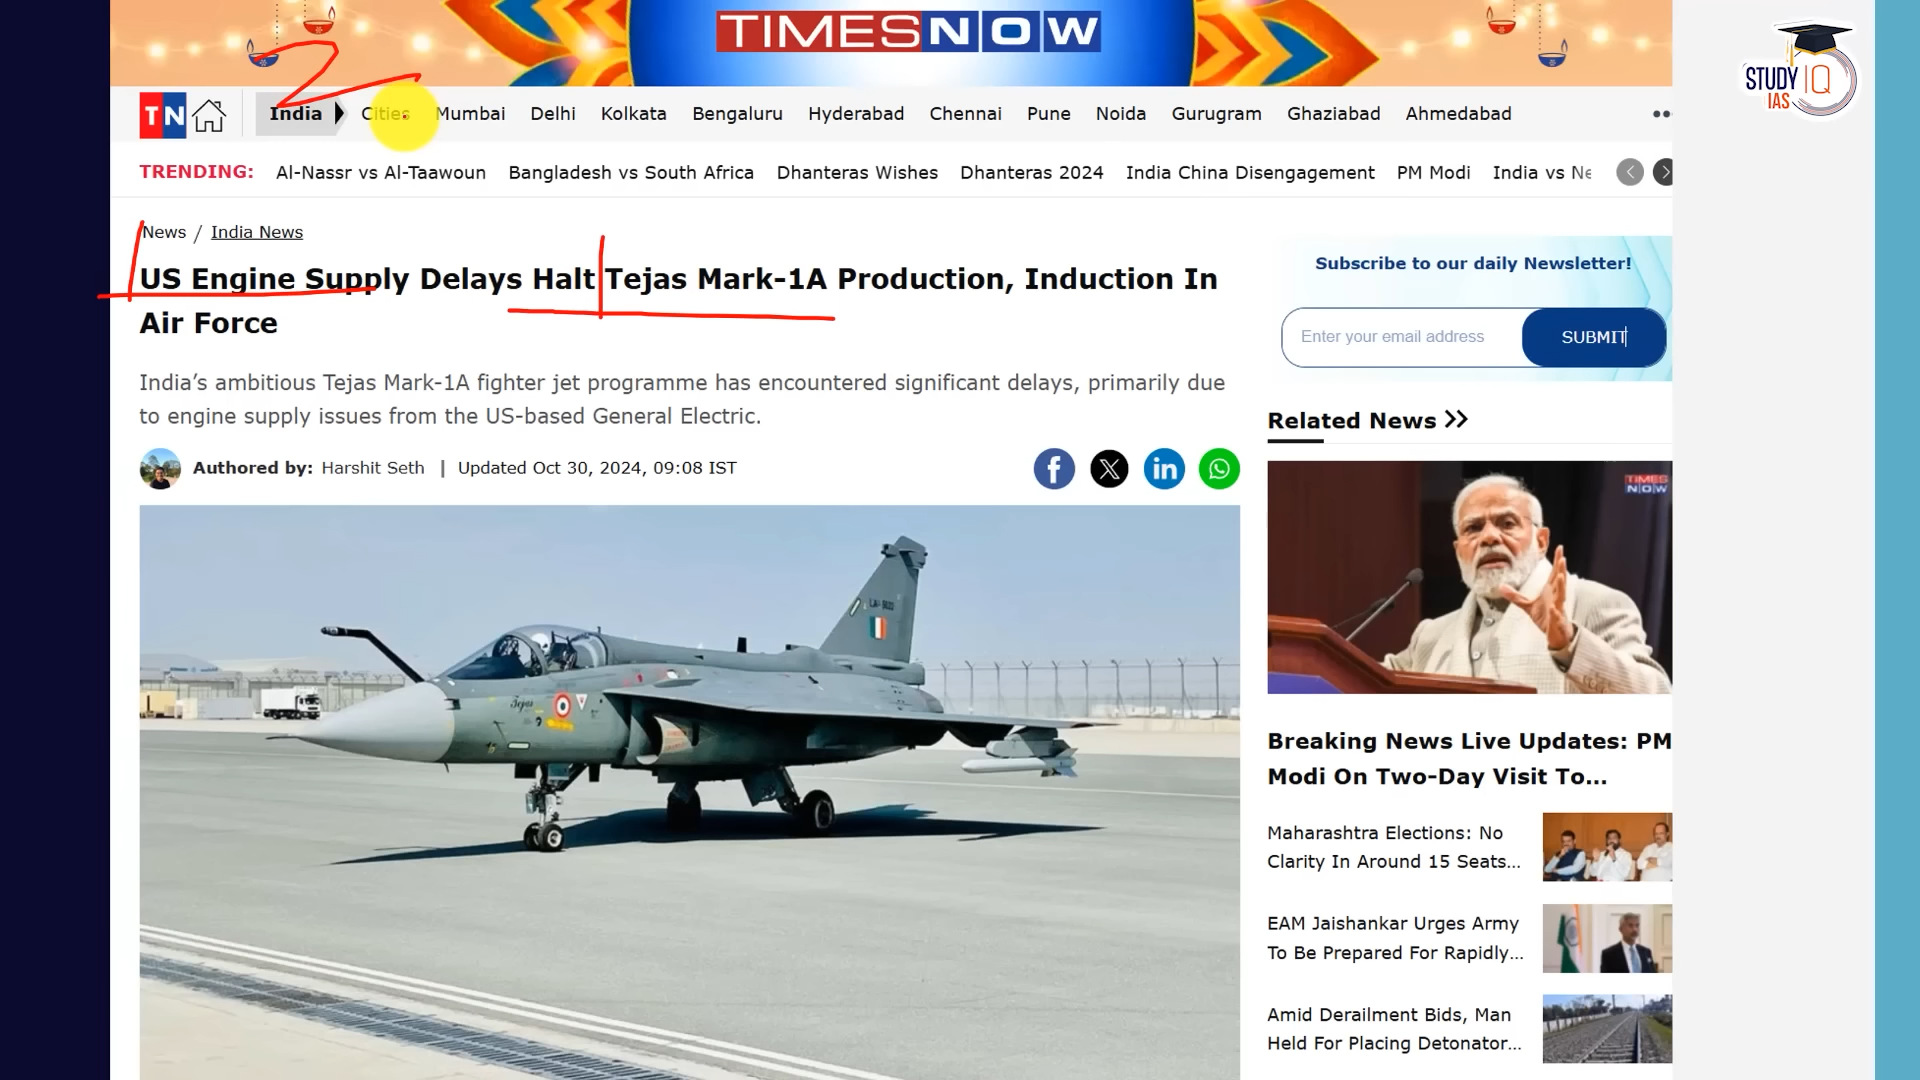 TIMES NOW
STUDY IQ
IAS
2
TN
India Cities Mumbai Delhi Kolkata Bengaluru Hyderabad Chennai Pune Noida Gurugram Ghaziabad Ahmedabad
TRENDING: Al-Nassr vs Al-Taawoun Bangladesh vs South Africa Dhanteras Wishes Dhanteras 2024 India China Disengagement PM Modi India vs Ne
News / India News
US Engine Supply Delays Halt Tejas Mark-1A Production, Induction In
Air Force
India’s ambitious Tejas Mark-1A fighter jet programme has encountered significant delays, primarily due
to engine supply issues from the US-based General Electric.
Authored by: Harshit Seth | Updated Oct 30, 2024, 09:08 IST
Tejas
Subscribe to our daily Newsletter!
Enter your email address SUBMIT
Related News
TIMES
NOW
Breaking News Live Updates: PM
Modi On Two-Day Visit To...
Maharashtra Elections: No
Clarity In Around 15 Seats...
EAM Jaishankar Urges Army
To Be Prepared For Rapidly...
Amid Derailment Bids, Man
Held For Placing Detonator...